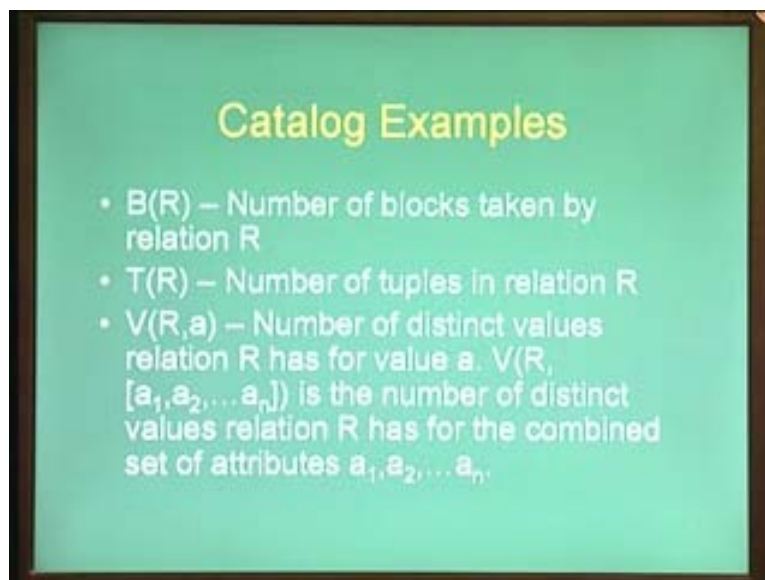 Catalog Examples
• B(R) – Number of blocks taken by
relation R
• T(R) – Number of tuples in relation R
• V(R,a) – Number of distinct values
relation R has for value a. V(R,
[a₁,a₂,…aₙ]) is the number of distinct
values relation R has for the combined
set of attributes a₁,a₂,…aₙ.